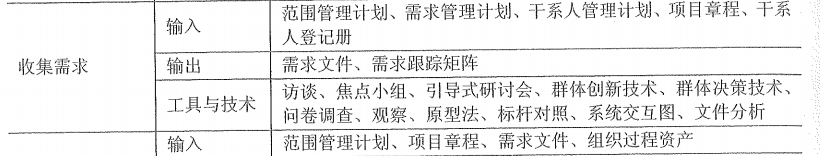 范围管理计划、需求管理计划、干系人管理计划、项目章程、干系
输入
人登记册
收集需求
输出
需求文件、需求跟踪矩阵
访谈、焦点小组、引导式研讨会、群体创新技术、群体决策技术、
工具与技术
问卷调查、观察、原型法、标杆对照、系统交互图、文件分析
输入
范围管理计划、项目章程、需求文件、组织过程资产